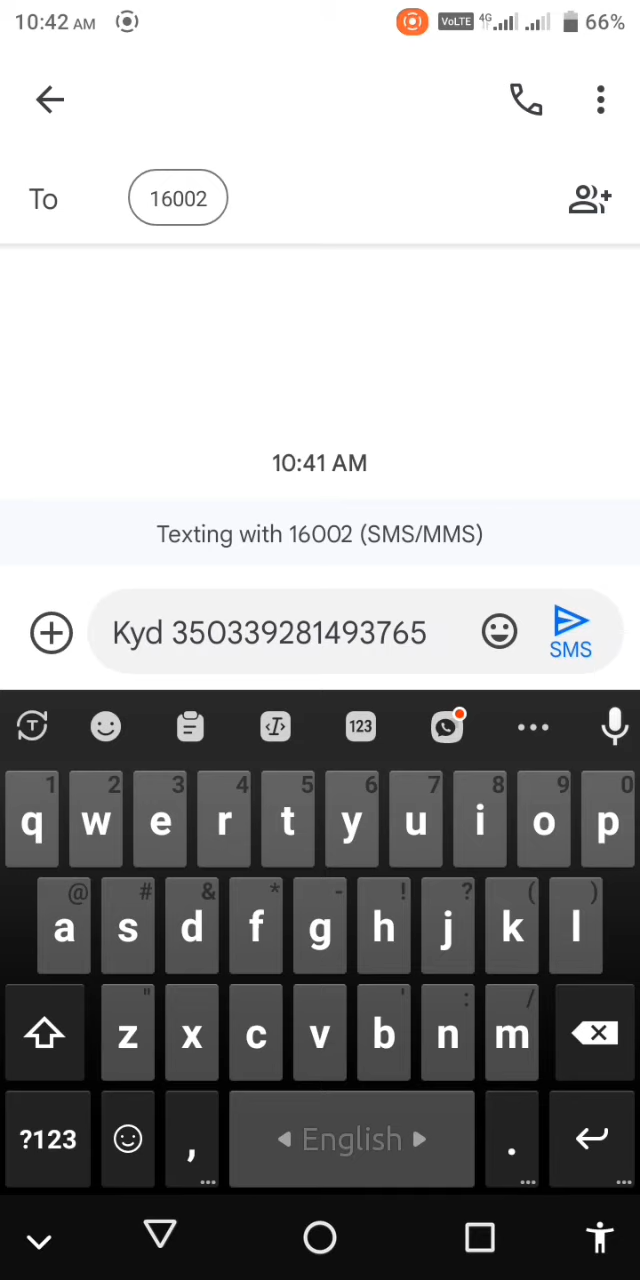 10:42 AM VoLTE 4G 66%
To 16002
10:41 AM
Texting with 16002 (SMS/MMS)
Kyd 350339281493765 SMS
123
1 2 3 4 5 6 7 8 9 0
q w e r t y u i o p
@ # & * - ! ? ( )
a s d f g h j k l
" ' : /
z x c v b n m
?123 , English .